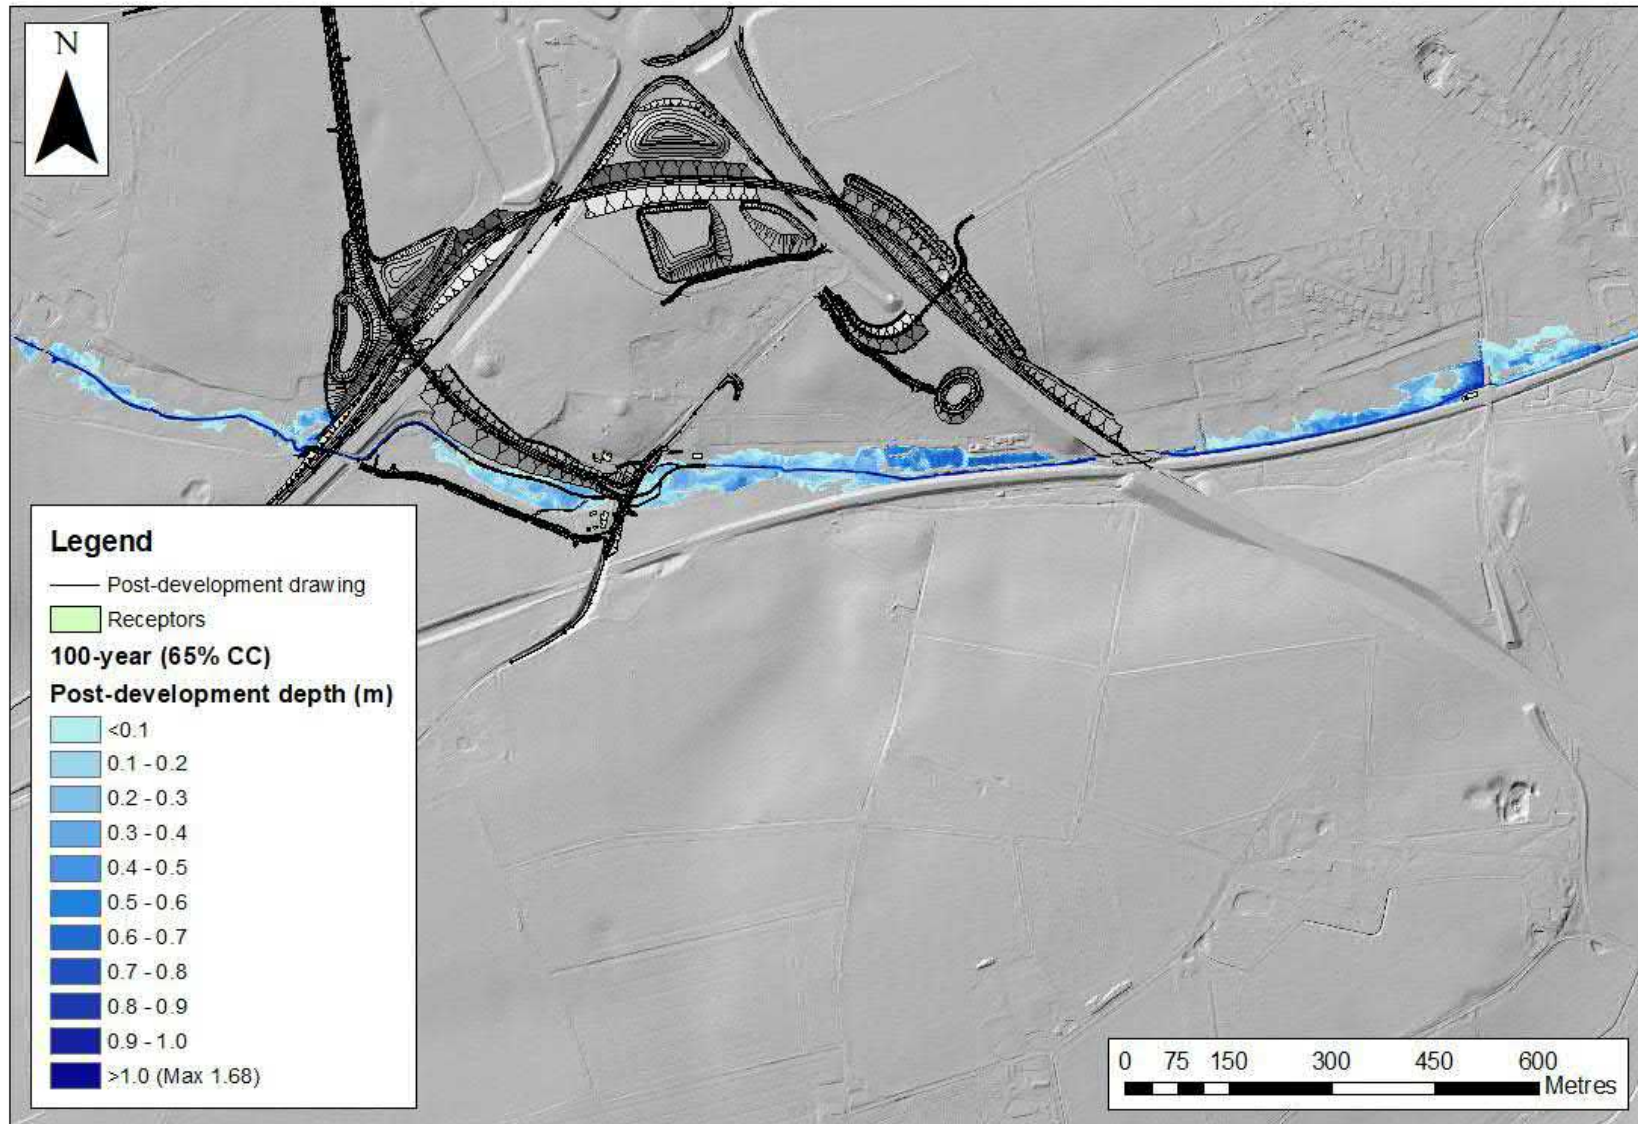 N
Legend
Post-development drawing
Receptors
100-year (65% CC)
Post-development depth (m)
<0.1
0.1 - 0.2
0.2 - 0.3
0.3 - 0.4
0.4 - 0.5
0.5 - 0.6
0.6 - 0.7
0.7 - 0.8
0.8 - 0.9
0.9 - 1.0
>1.0 (Max 1.68)
0 75 150 300 450 600
Metres